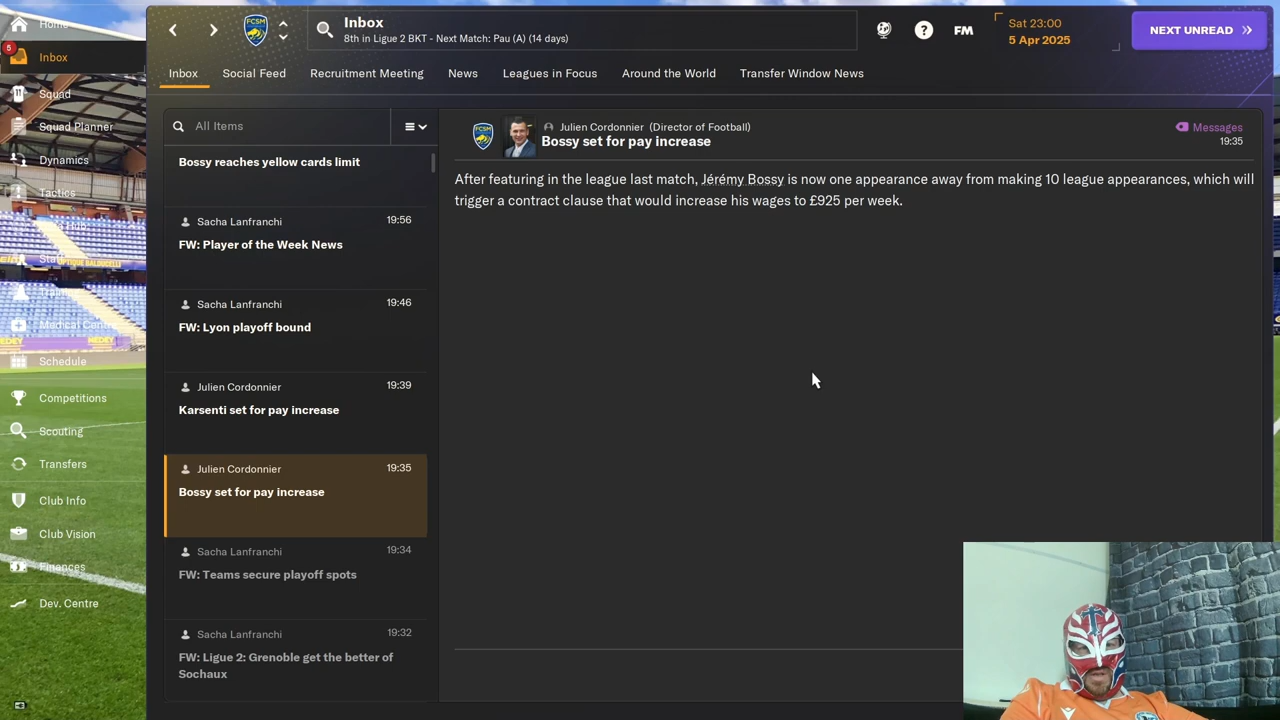 Home
5
Inbox
Squad
Squad Planner
Dynamics
Tactics
Schedule
Competitions
Scouting
Transfers
Club Info
Club Vision
Finances
Dev. Centre
FCSM
Inbox
8th in Ligue 2 BKT - Next Match: Pau (A) (14 days)
?
FM
Sat 23:00
5 Apr 2025
NEXT UNREAD
Inbox
Social Feed
Recruitment Meeting
News
Leagues in Focus
Around the World
Transfer Window News
All Items
Bossy reaches yellow cards limit
Sacha Lanfranchi 19:56
FW: Player of the Week News
Sacha Lanfranchi 19:46
FW: Lyon playoff bound
Julien Cordonnier 19:39
Karsenti set for pay increase
Julien Cordonnier 19:35
Bossy set for pay increase
Sacha Lanfranchi 19:34
FW: Teams secure playoff spots
Sacha Lanfranchi 19:32
FW: Ligue 2: Grenoble get the better of
Sochaux
FCSM
Julien Cordonnier (Director of Football)
Bossy set for pay increase
Messages
19:35
After featuring in the league last match, Jérémy Bossy is now one appearance away from making 10 league appearances, which will
trigger a contract clause that would increase his wages to £925 per week.